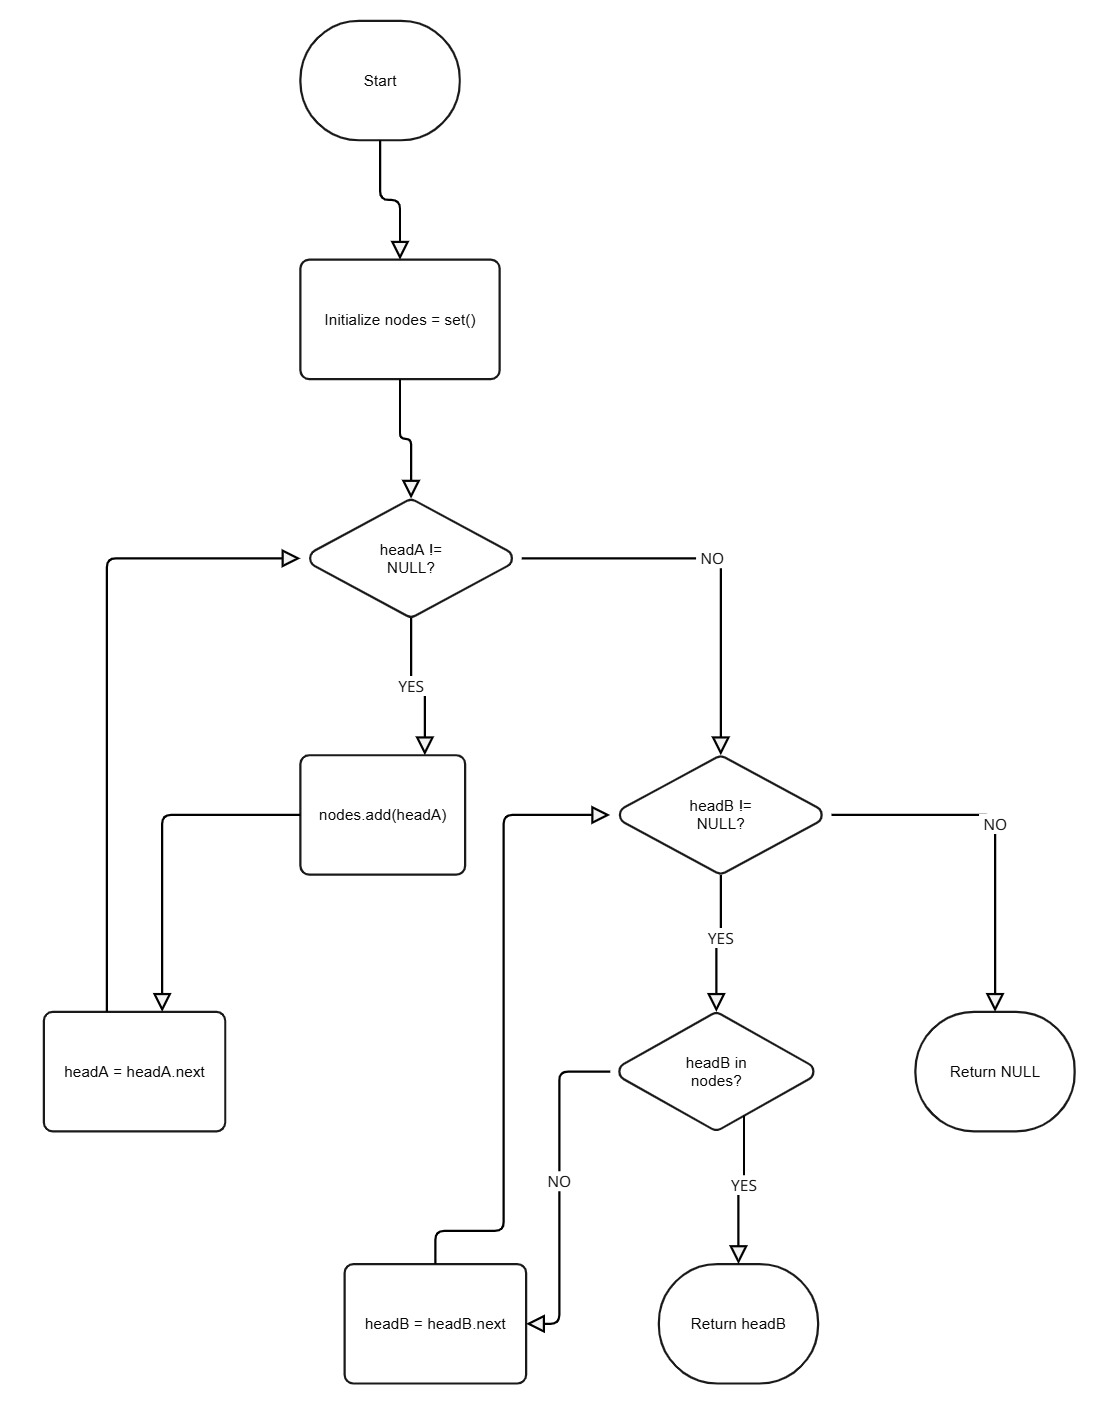 Start
Initialize nodes = set()
headA !=
NULL?
NO
YES
nodes.add(headA)
headB !=
NULL?
NO
YES
headA = headA.next
headB in
nodes?
Return NULL
NO
YES
headB = headB.next
Return headB